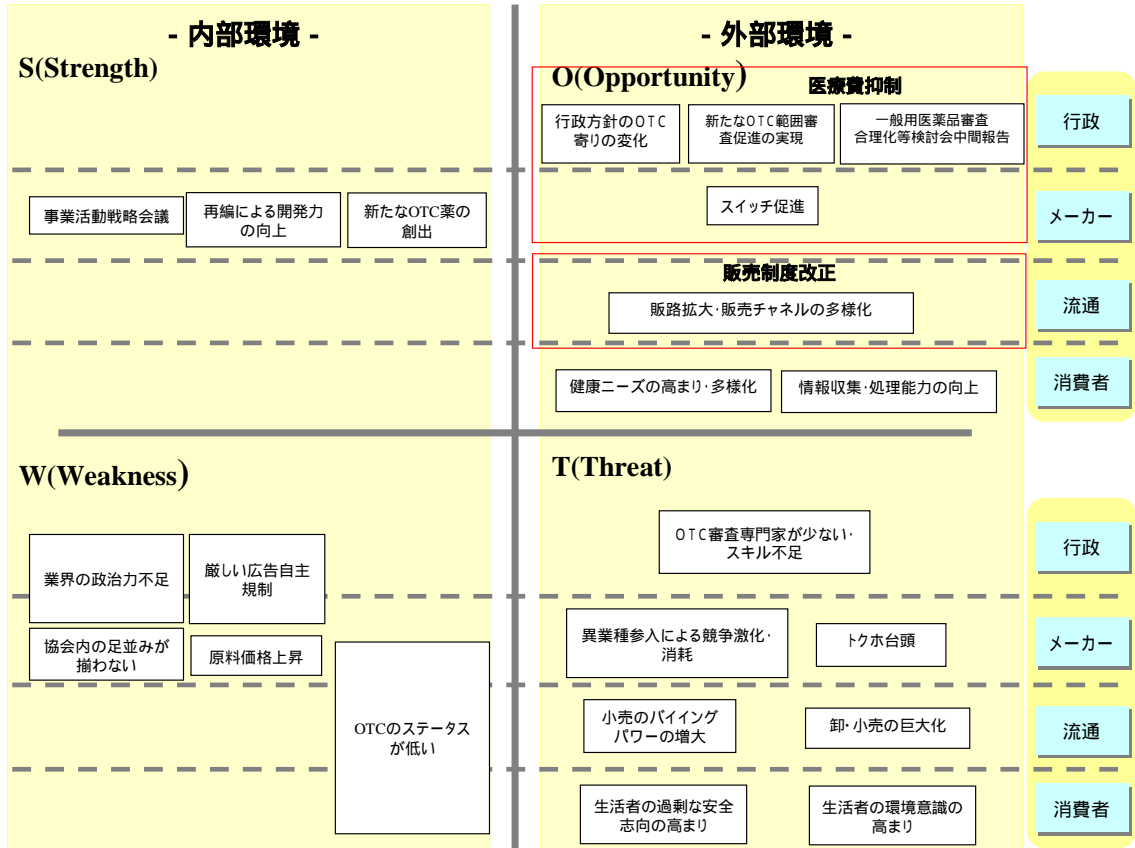 - 内部環境 -
- 外部環境 -
S(Strength)
O(Opportunity)
医療費抑制
行政方針のOTC
寄りの変化
新たなOTC範囲審
査促進の実現
一般用医薬品審査
合理化等検討会中間報告
行政
事業活動戦略会議
再編による開発力
の向上
新たなOTC薬の
創出
スイッチ促進
メーカー
販売制度改正
販路拡大・販売チャネルの多様化
流通
健康ニーズの高まり・多様化
情報収集・処理能力の向上
消費者
W(Weakness)
T(Threat)
業界の政治力不足
厳しい広告自主
規制
OTC審査専門家が少ない・
スキル不足
行政
協会内の足並みが
揃わない
原料価格上昇
異業種参入による競争激化・
消耗
トクホ台頭
メーカー
OTCのステータス
が低い
小売のバイイング
パワーの増大
卸・小売の巨大化
流通
生活者の過剰な安全
志向の高まり
生活者の環境意識の
高まり
消費者